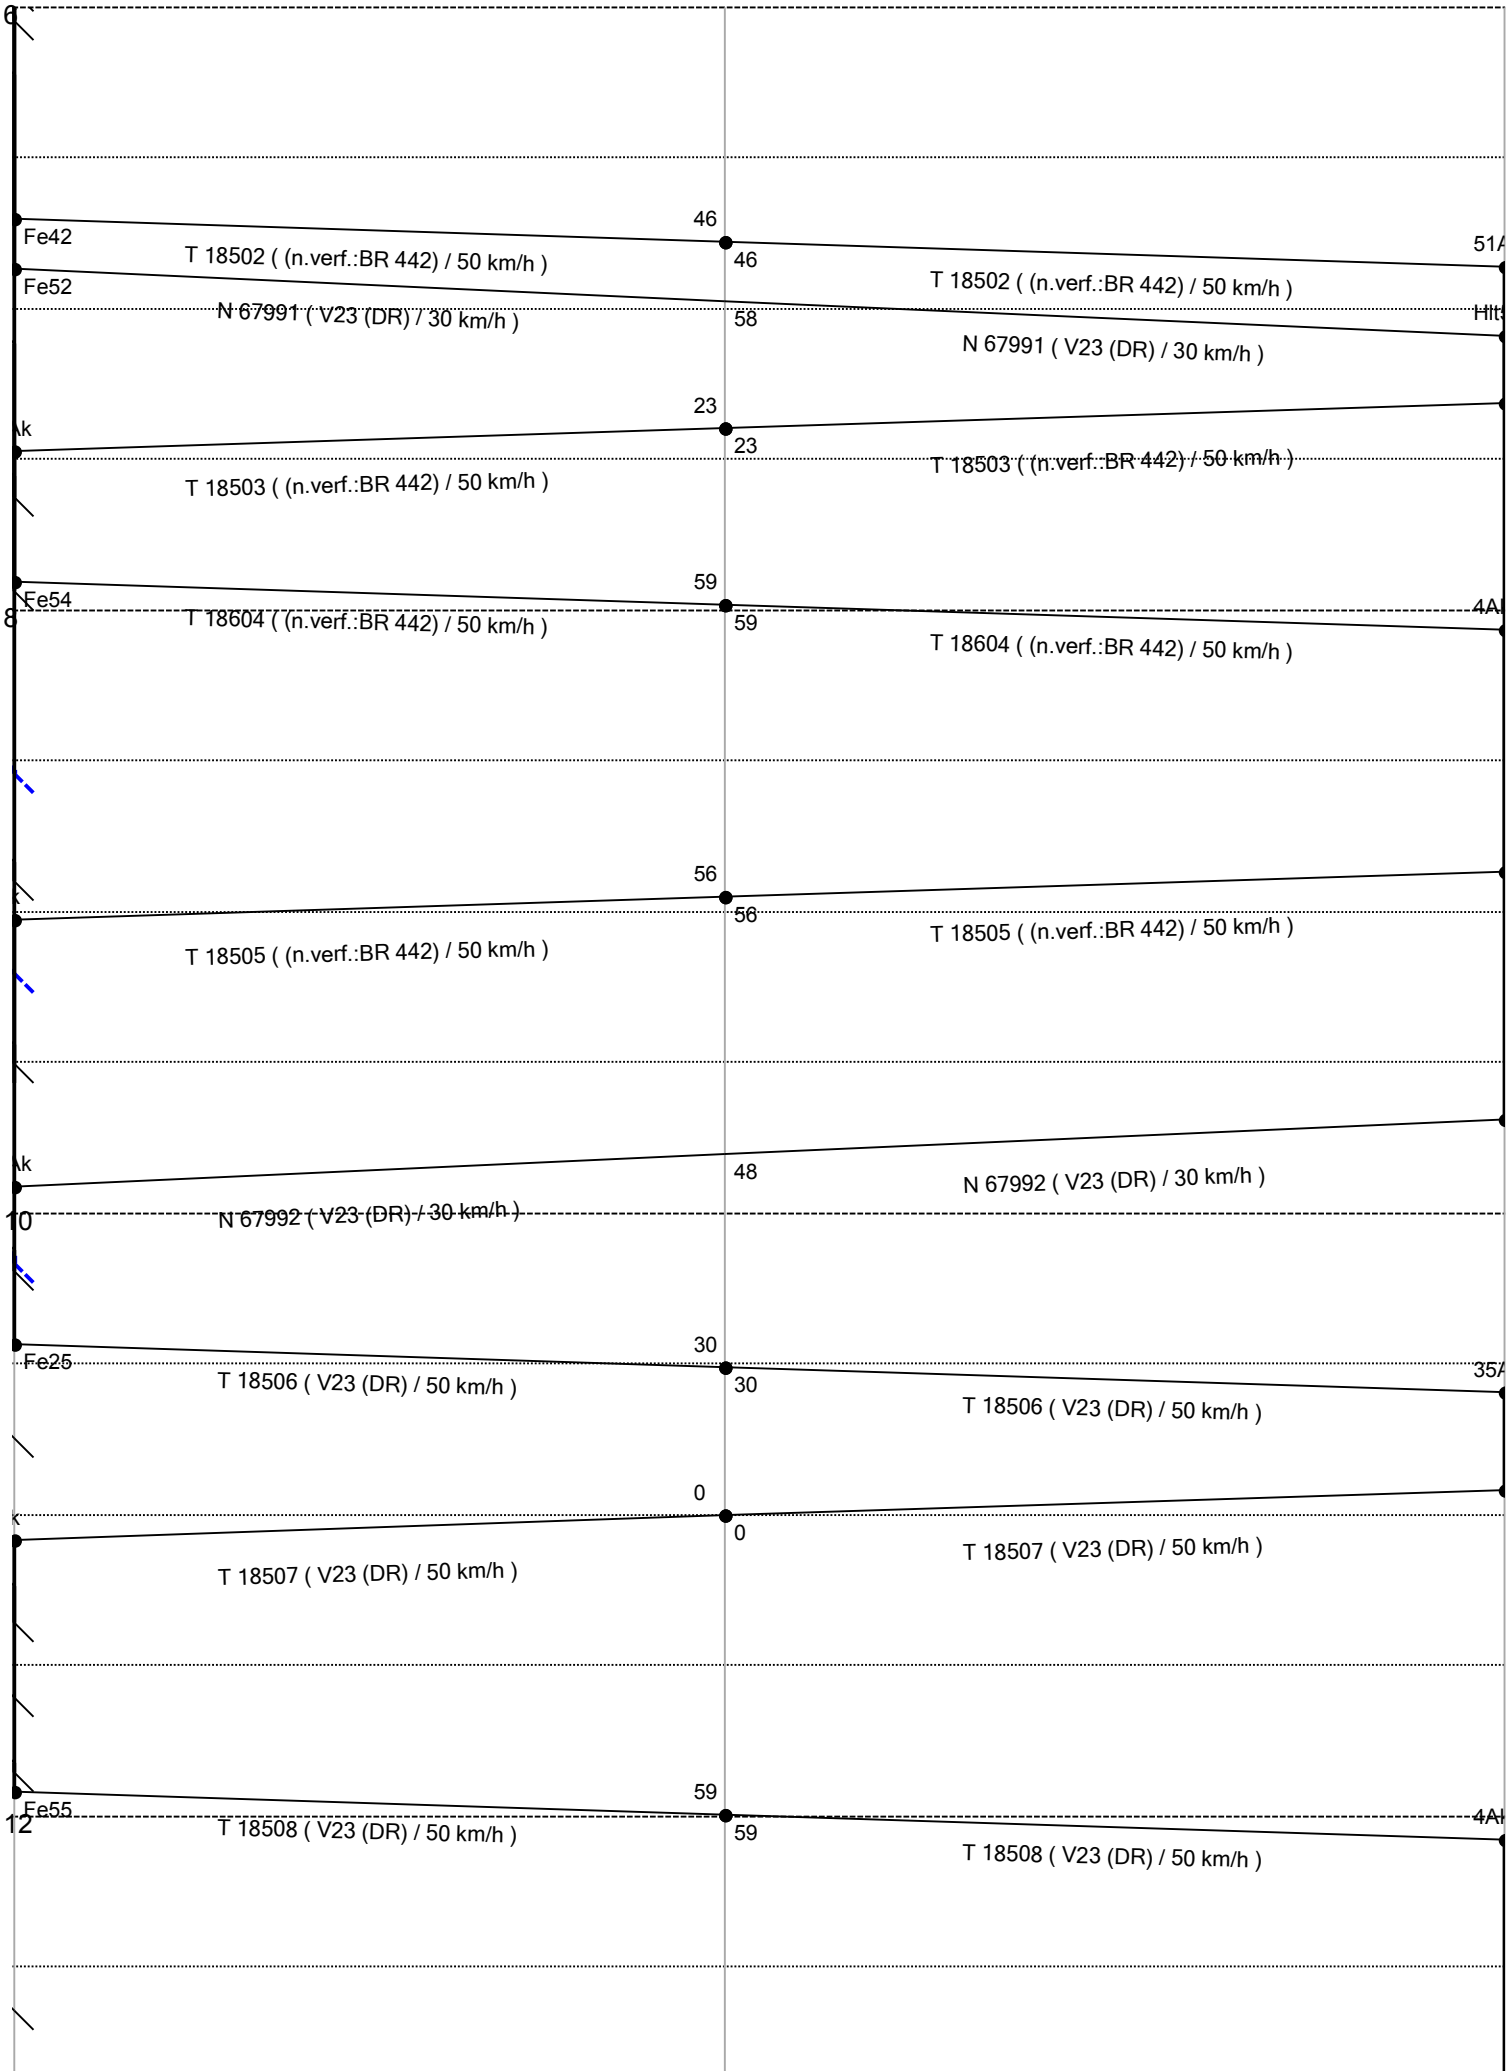 6
46
Fe42
T 18502 ( (n.verf.:BR 442) / 50 km/h )
46
51A
T 18502 ( (n.verf.:BR 442) / 50 km/h )
Fe52
N 67991 ( V23 (DR) / 30 km/h )
58
Hlt5
N 67991 ( V23 (DR) / 30 km/h )
23
Ak
23
T 18503 ( (n.verf.:BR 442) / 50 km/h )
T 18503 ( (n.verf.:BR 442) / 50 km/h )
59
Fe54
8
T 18604 ( (n.verf.:BR 442) / 50 km/h )
59
4Ak
T 18604 ( (n.verf.:BR 442) / 50 km/h )
56
k
56
T 18505 ( (n.verf.:BR 442) / 50 km/h )
T 18505 ( (n.verf.:BR 442) / 50 km/h )
Ak
48
N 67992 ( V23 (DR) / 30 km/h )
10
N 67992 ( V23 (DR) / 30 km/h )
30
Fe25
T 18506 ( V23 (DR) / 50 km/h )
30
35A
T 18506 ( V23 (DR) / 50 km/h )
0
k
0
T 18507 ( V23 (DR) / 50 km/h )
T 18507 ( V23 (DR) / 50 km/h )
59
Fe55
12
T 18508 ( V23 (DR) / 50 km/h )
59
4Ak
T 18508 ( V23 (DR) / 50 km/h )